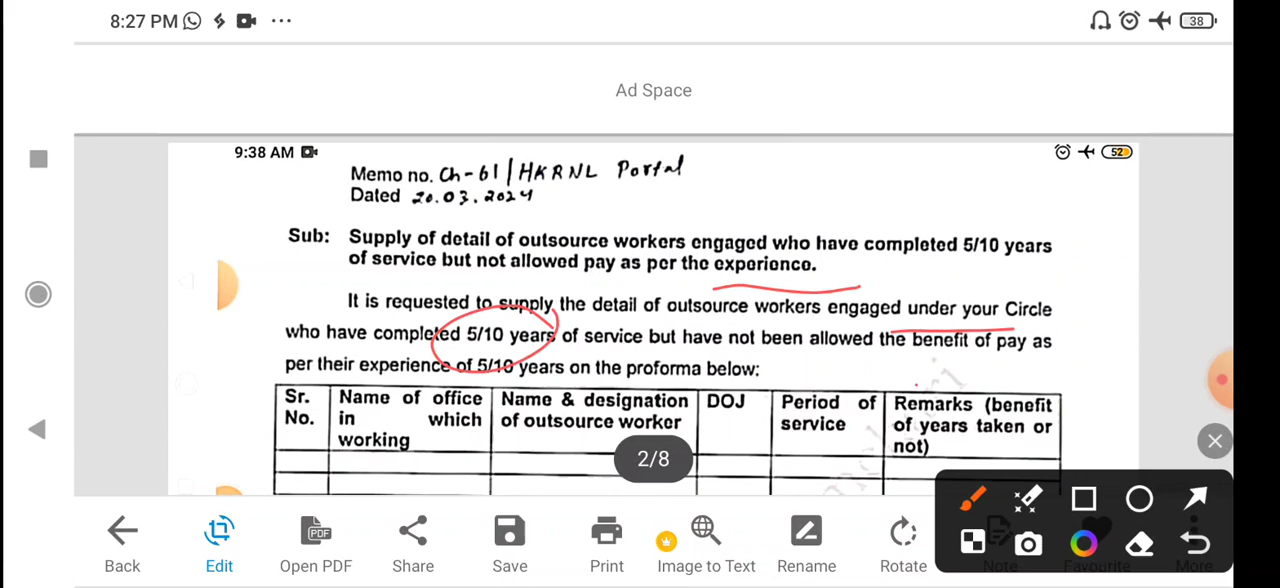 8:27 PM
38
Ad Space
9:38 AM
52
Memo no. Ch-61/HKRNL Portal
Dated 20.03.2024
Sub: Supply of detail of outsource workers engaged who have completed 5/10 years
of service but not allowed pay as per the experience.
It is requested to supply the detail of outsource workers engaged under your Circle
who have completed 5/10 years of service but have not been allowed the benefit of pay as
per their experience of 5/10 years on the proforma below:
Sr. No.
Name of office in which working
Name & designation of outsource worker
DOJ
Period of service
Remarks (benefit of years taken or not)
2/8
Back
Edit
PDF
Open PDF
Share
Save
Print
Image to Text
Rename
Rotate
Note
Favourite
More